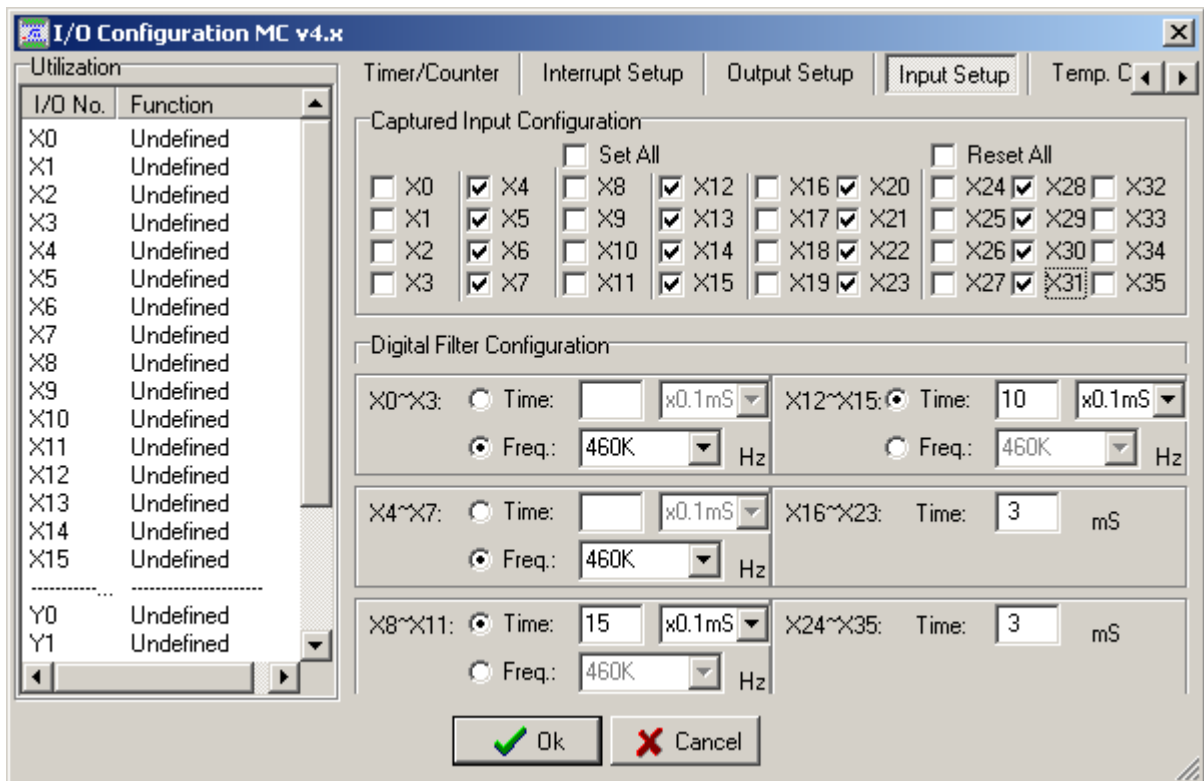 I/O Configuration MC v4.x
Utilization
I/O No. Function
X0 Undefined
X1 Undefined
X2 Undefined
X3 Undefined
X4 Undefined
X5 Undefined
X6 Undefined
X7 Undefined
X8 Undefined
X9 Undefined
X10 Undefined
X11 Undefined
X12 Undefined
X13 Undefined
X14 Undefined
X15 Undefined
----------... --------------------
Y0 Undefined
Y1 Undefined
Timer/Counter Interrupt Setup Output Setup Input Setup Temp. C
Captured Input Configuration
Set All Reset All
X0 X4 X8 X12 X16 X20 X24 X28 X32
X1 X5 X9 X13 X17 X21 X25 X29 X33
X2 X6 X10 X14 X18 X22 X26 X30 X34
X3 X7 X11 X15 X19 X23 X27 X31 X35
Digital Filter Configuration
X0~X3: Time: x0.1mS
Freq.: 460K Hz
X12~X15: Time: 10 x0.1mS
Freq.: 460K Hz
X4~X7: Time: x0.1mS
Freq.: 460K Hz
X16~X23: Time: 3 mS
X8~X11: Time: 15 x0.1mS
Freq.: 460K Hz
X24~X35: Time: 3 mS
Ok Cancel